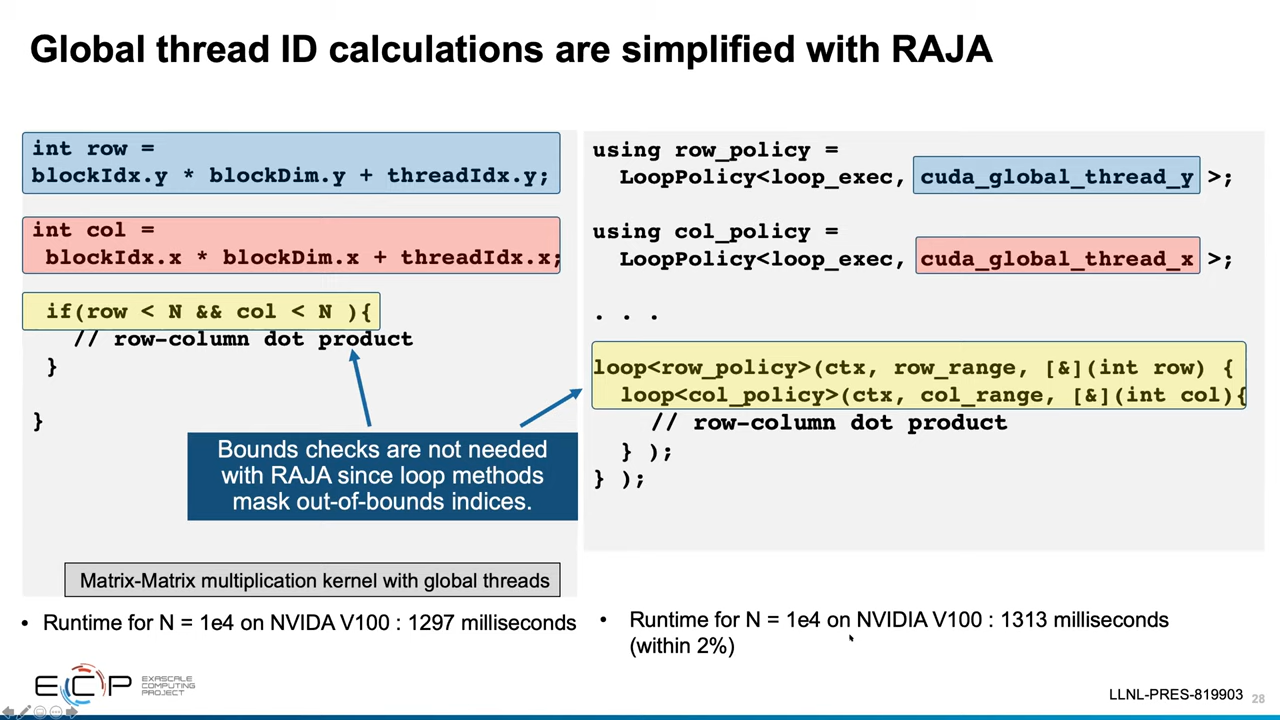 Global thread ID calculations are simplified with RAJA
int row =
blockIdx.y * blockDim.y + threadIdx.y;
int col =
blockIdx.x * blockDim.x + threadIdx.x;
if(row < N && col < N ){
// row-column dot product
}
}
Bounds checks are not needed
with RAJA since loop methods
mask out-of-bounds indices.
Matrix-Matrix multiplication kernel with global threads
• Runtime for N = 1e4 on NVIDA V100 : 1297 milliseconds
using row_policy =
LoopPolicy<loop_exec, cuda_global_thread_y >;
using col_policy =
LoopPolicy<loop_exec, cuda_global_thread_x >;
. . .
loop<row_policy>(ctx, row_range, [&](int row) {
loop<col_policy>(ctx, col_range, [&](int col){
// row-column dot product
} );
} );
• Runtime for N = 1e4 on NVIDIA V100 : 1313 milliseconds
(within 2%)
ECP EXASCALE
COMPUTING
PROJECT
LLNL-PRES-819903 28